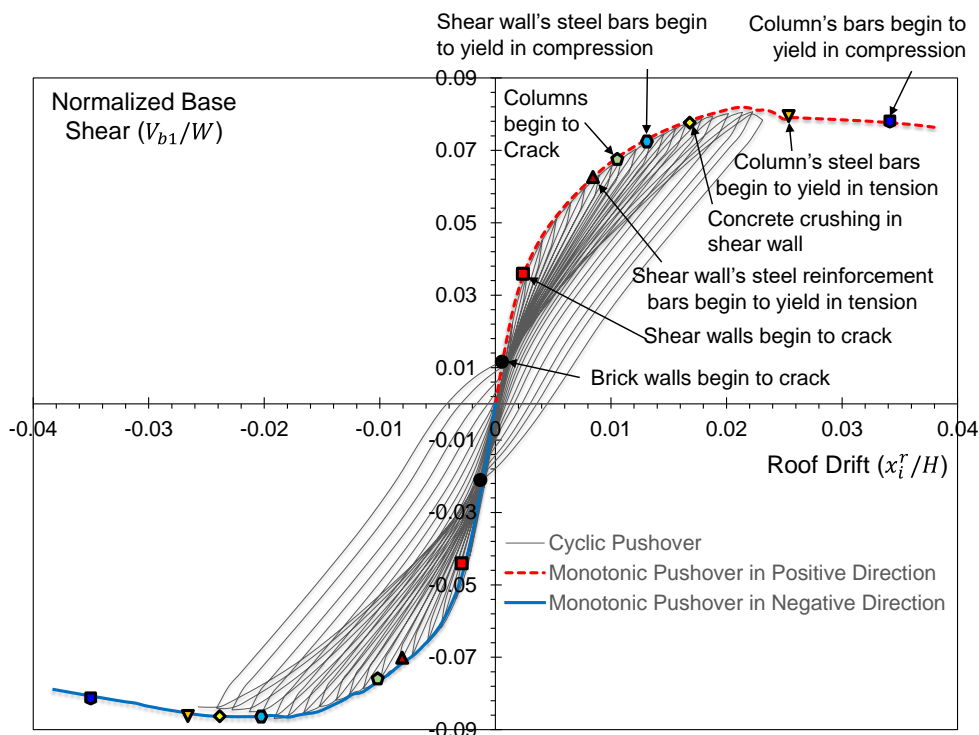 Shear wall's steel bars begin
to yield in compression
Column's bars begin to
yield in compression
0.09
Normalized Base
Shear (V_{b1}/W)
Columns
begin to
Crack
0.07
Column's steel bars
begin to yield in tension
Concrete crushing in
shear wall
0.05
Shear wall's steel reinforcement
bars begin to yield in tension
0.03
Shear walls begin to crack
0.01
Brick walls begin to crack
-0.04 -0.03 -0.02 -0.01 0 0.01 0.02 0.03 0.04
-0.01
Roof Drift (x_i^r/H)
-0.03
Cyclic Pushover
-0.05
Monotonic Pushover in Positive Direction
Monotonic Pushover in Negative Direction
-0.07
-0.09